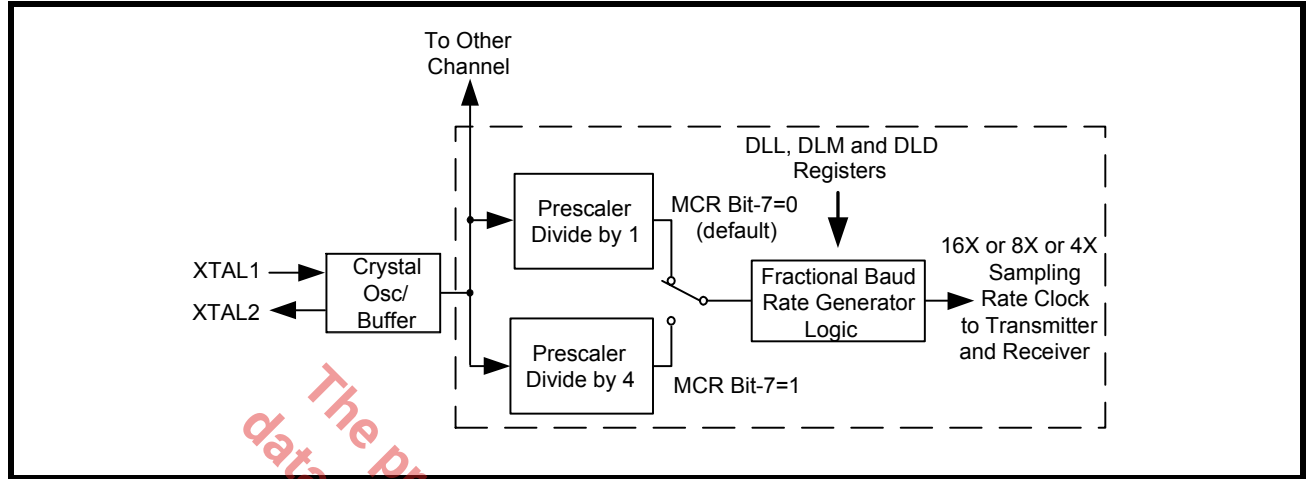 To Other
Channel
DLL, DLM and DLD
Registers
Prescaler
Divide by 1
MCR Bit-7=0
(default)
16X or 8X or 4X
Sampling
Rate Clock
to Transmitter
and Receiver
XTAL1
XTAL2
Crystal
Osc/
Buffer
Fractional Baud
Rate Generator
Logic
Prescaler
Divide by 4
MCR Bit-7=1
The